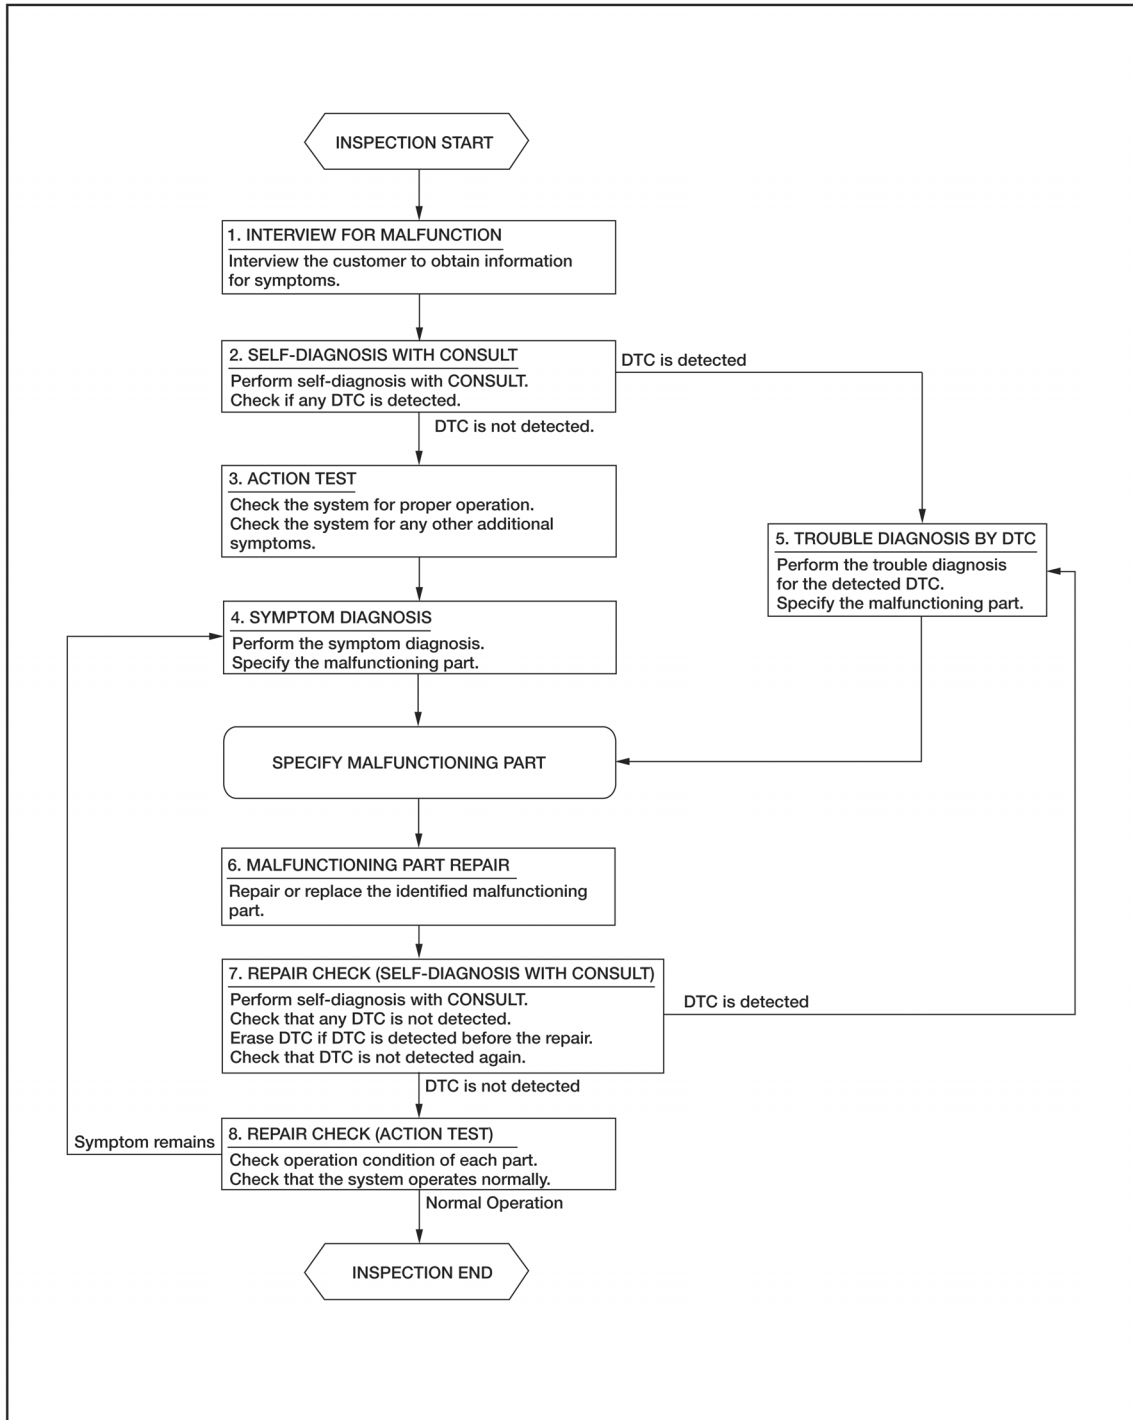 INSPECTION START
1. INTERVIEW FOR MALFUNCTION
Interview the customer to obtain information
for symptoms.
2. SELF-DIAGNOSIS WITH CONSULT
Perform self-diagnosis with CONSULT.
Check if any DTC is detected.
DTC is detected
DTC is not detected.
3. ACTION TEST
Check the system for proper operation.
Check the system for any other additional
symptoms.
5. TROUBLE DIAGNOSIS BY DTC
Perform the trouble diagnosis
for the detected DTC.
Specify the malfunctioning part.
4. SYMPTOM DIAGNOSIS
Perform the symptom diagnosis.
Specify the malfunctioning part.
SPECIFY MALFUNCTIONING PART
6. MALFUNCTIONING PART REPAIR
Repair or replace the identified malfunctioning
part.
7. REPAIR CHECK (SELF-DIAGNOSIS WITH CONSULT)
Perform self-diagnosis with CONSULT.
Check that any DTC is not detected.
Erase DTC if DTC is detected before the repair.
Check that DTC is not detected again.
DTC is detected
DTC is not detected
8. REPAIR CHECK (ACTION TEST)
Check operation condition of each part.
Check that the system operates normally.
Symptom remains
Normal Operation
INSPECTION END